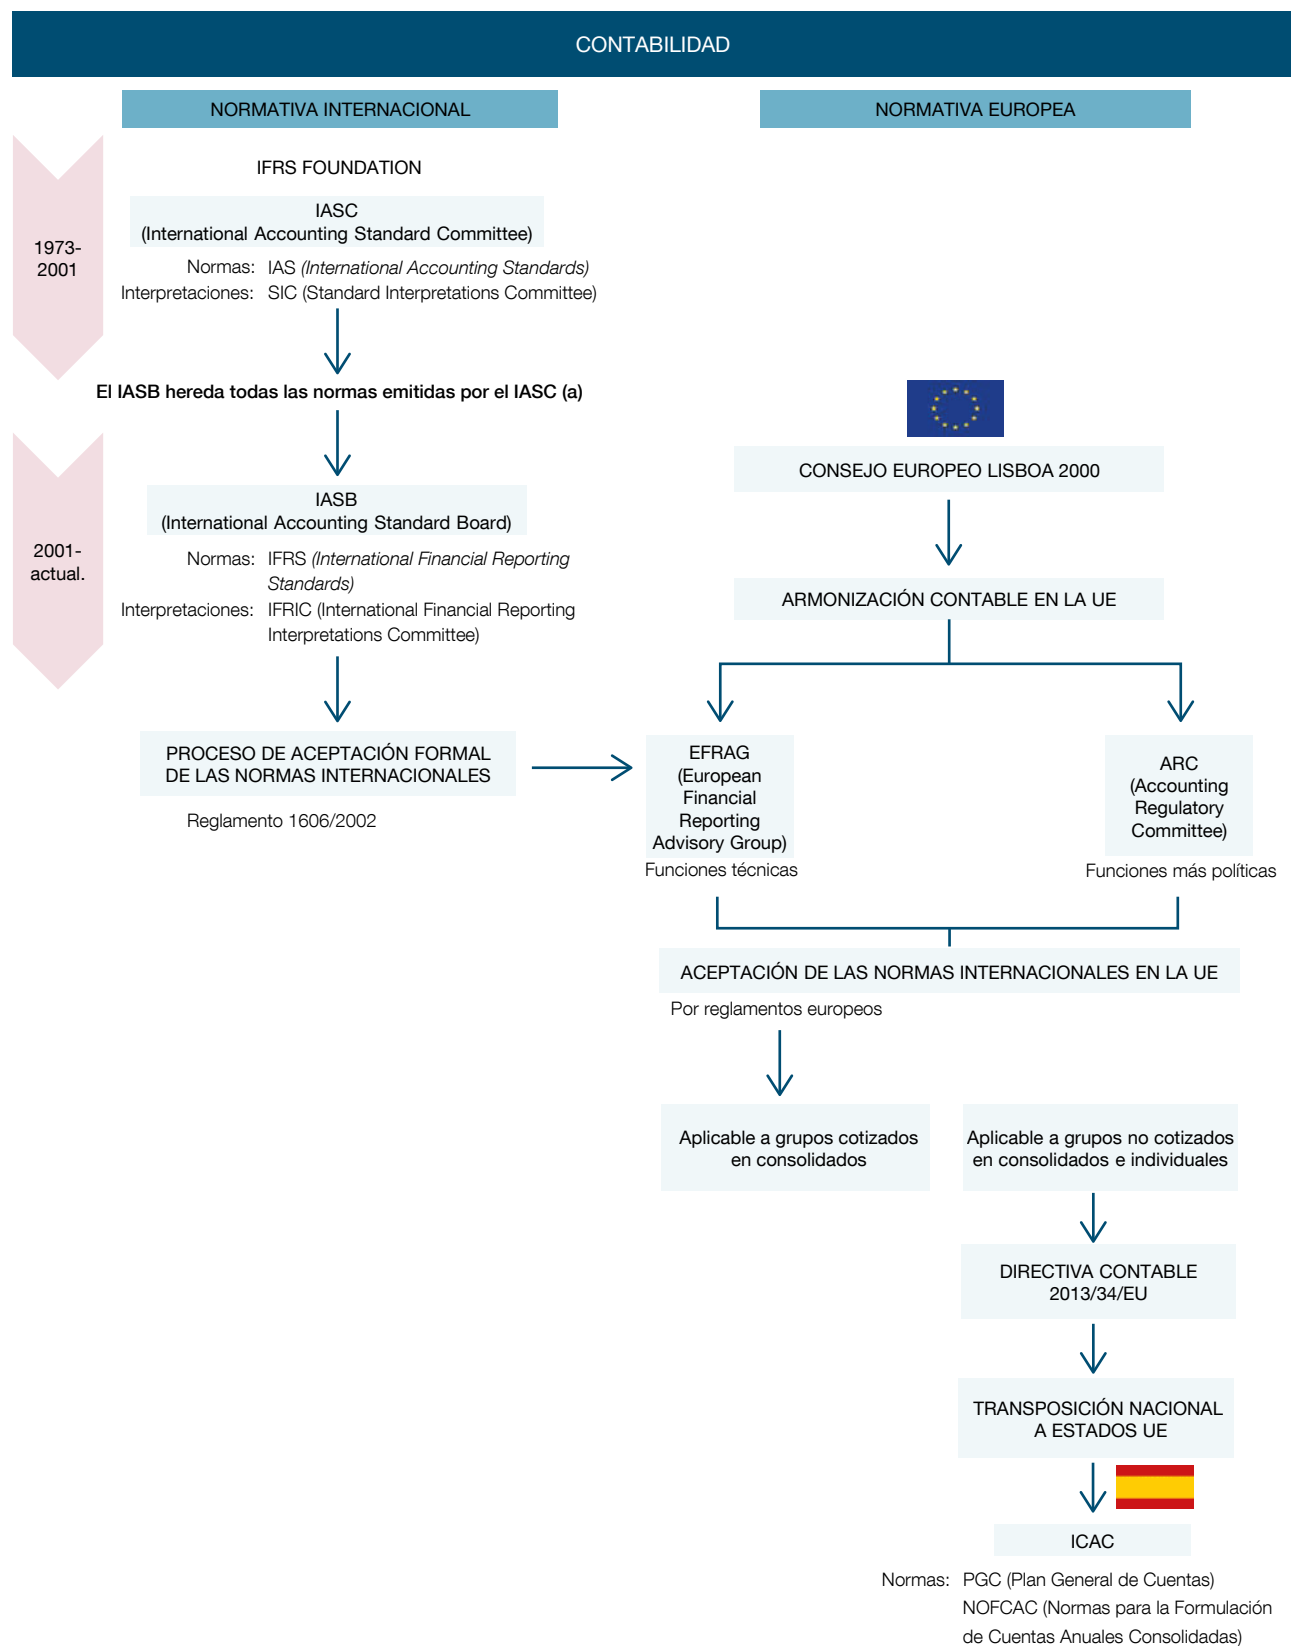 CONTABILIDAD
NORMATIVA INTERNACIONAL
IFRS FOUNDATION
1973-
2001
IASC
(International Accounting Standard Committee)
Normas: IAS (International Accounting Standards)
Interpretaciones: SIC (Standard Interpretations Committee)
El IASB hereda todas las normas emitidas por el IASC (a)
2001-
actual.
IASB
(International Accounting Standard Board)
Normas: IFRS (International Financial Reporting
Standards)
Interpretaciones: IFRIC (International Financial Reporting
Interpretations Committee)
PROCESO DE ACEPTACIÓN FORMAL
DE LAS NORMAS INTERNACIONALES
Reglamento 1606/2002
NORMATIVA EUROPEA
CONSEJO EUROPEO LISBOA 2000
ARMONIZACIÓN CONTABLE EN LA UE
EFRAG
(European
Financial
Reporting
Advisory Group)
Funciones técnicas
ARC
(Accounting
Regulatory
Committee)
Funciones más políticas
ACEPTACIÓN DE LAS NORMAS INTERNACIONALES EN LA UE
Por reglamentos europeos
Aplicable a grupos cotizados
en consolidados
Aplicable a grupos no cotizados
en consolidados e individuales
DIRECTIVA CONTABLE
2013/34/EU
TRANSPOSICIÓN NACIONAL
A ESTADOS UE
ICAC
Normas: PGC (Plan General de Cuentas)
NOFCAC (Normas para la Formulación
de Cuentas Anuales Consolidadas)